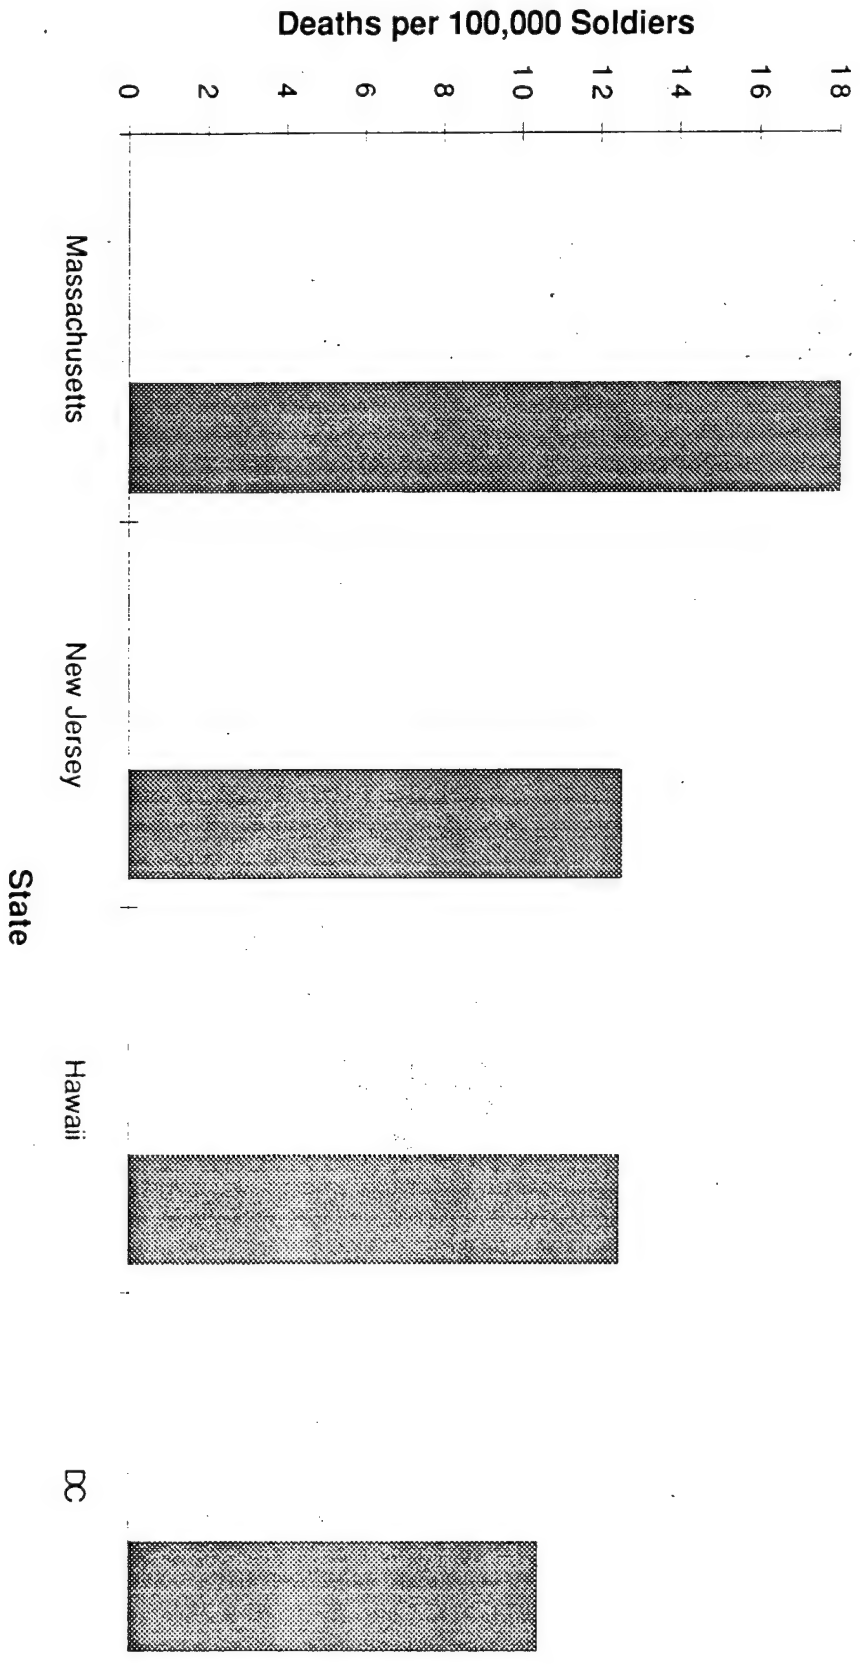 Deaths per 100,000 Soldiers
18
16
14
12
10
8
6
4
2
0
Massachusetts
New Jersey
Hawaii
DC
State